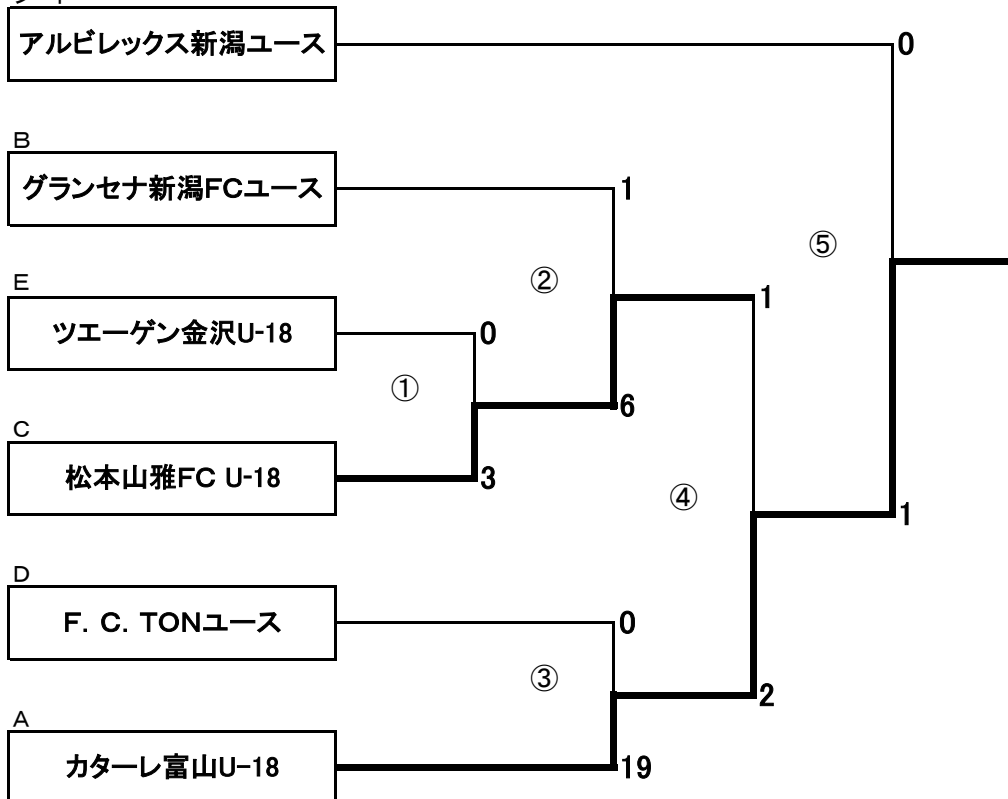 アルビレックス新潟ユース
0
B
グランセナ新潟FCユース
1
⑤
E
②
1
ツエーゲン金沢U-18
0
①
6
C
松本山雅FC U-18
3
④
1
D
F. C. TONユース
0
③
2
A
カターレ富山U-18
19